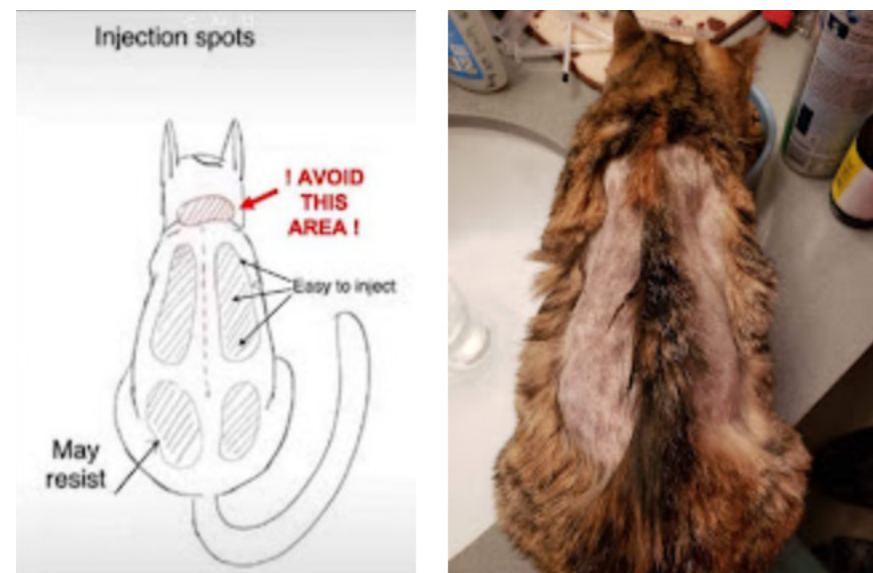 Injection spots
! AVOID
THIS
AREA !
Easy to inject
May
resist